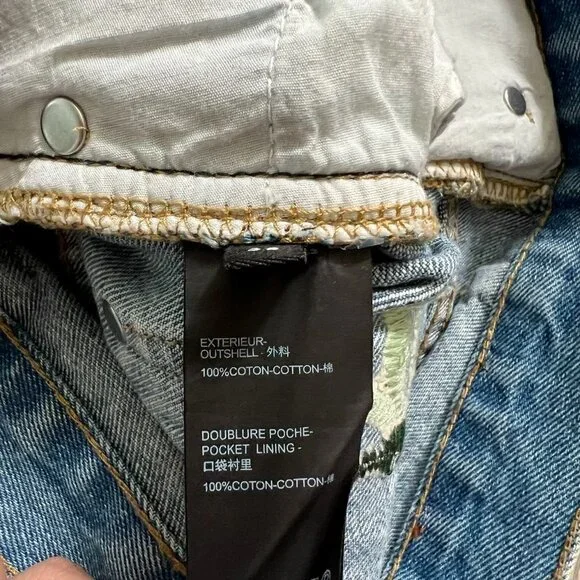 EXTERIEUR-
OUTSHELL - 外料
100%COTON-COTTON-棉
DOUBLURE POCHE-
POCKET LINING -
口袋衬里
100%COTON-COTTON-棉